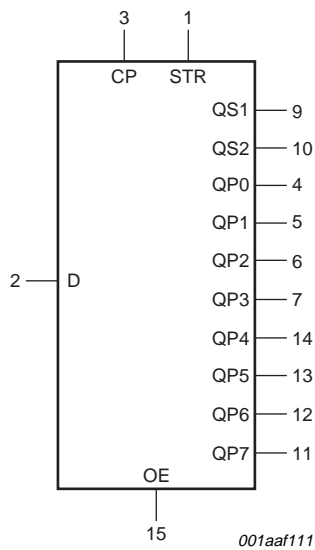 3 1
CP STR
QS1 9
QS2 10
QP0 4
QP1 5
QP2 6
2 D
QP3 7
QP4 14
QP5 13
QP6 12
QP7 11
OE
15
001aaf111